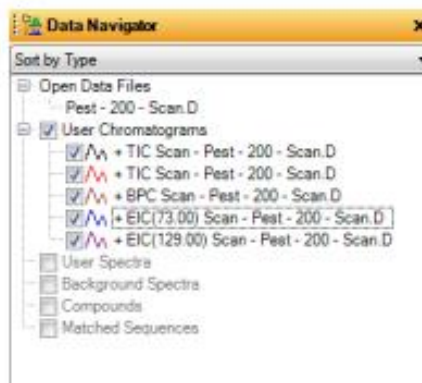 Data Navigator
Sort by Type
Open Data Files
Pest - 200 - Scan.D
User Chromatograms
+ TIC Scan - Pest - 200 - Scan.D
+ TIC Scan - Pest - 200 - Scan.D
+ BPC Scan - Pest - 200 - Scan.D
+ EIC(73.00) Scan - Pest - 200 - Scan.D
+ EIC(129.00) Scan - Pest - 200 - Scan.D
User Spectra
Background Spectra
Compounds
Matched Sequences